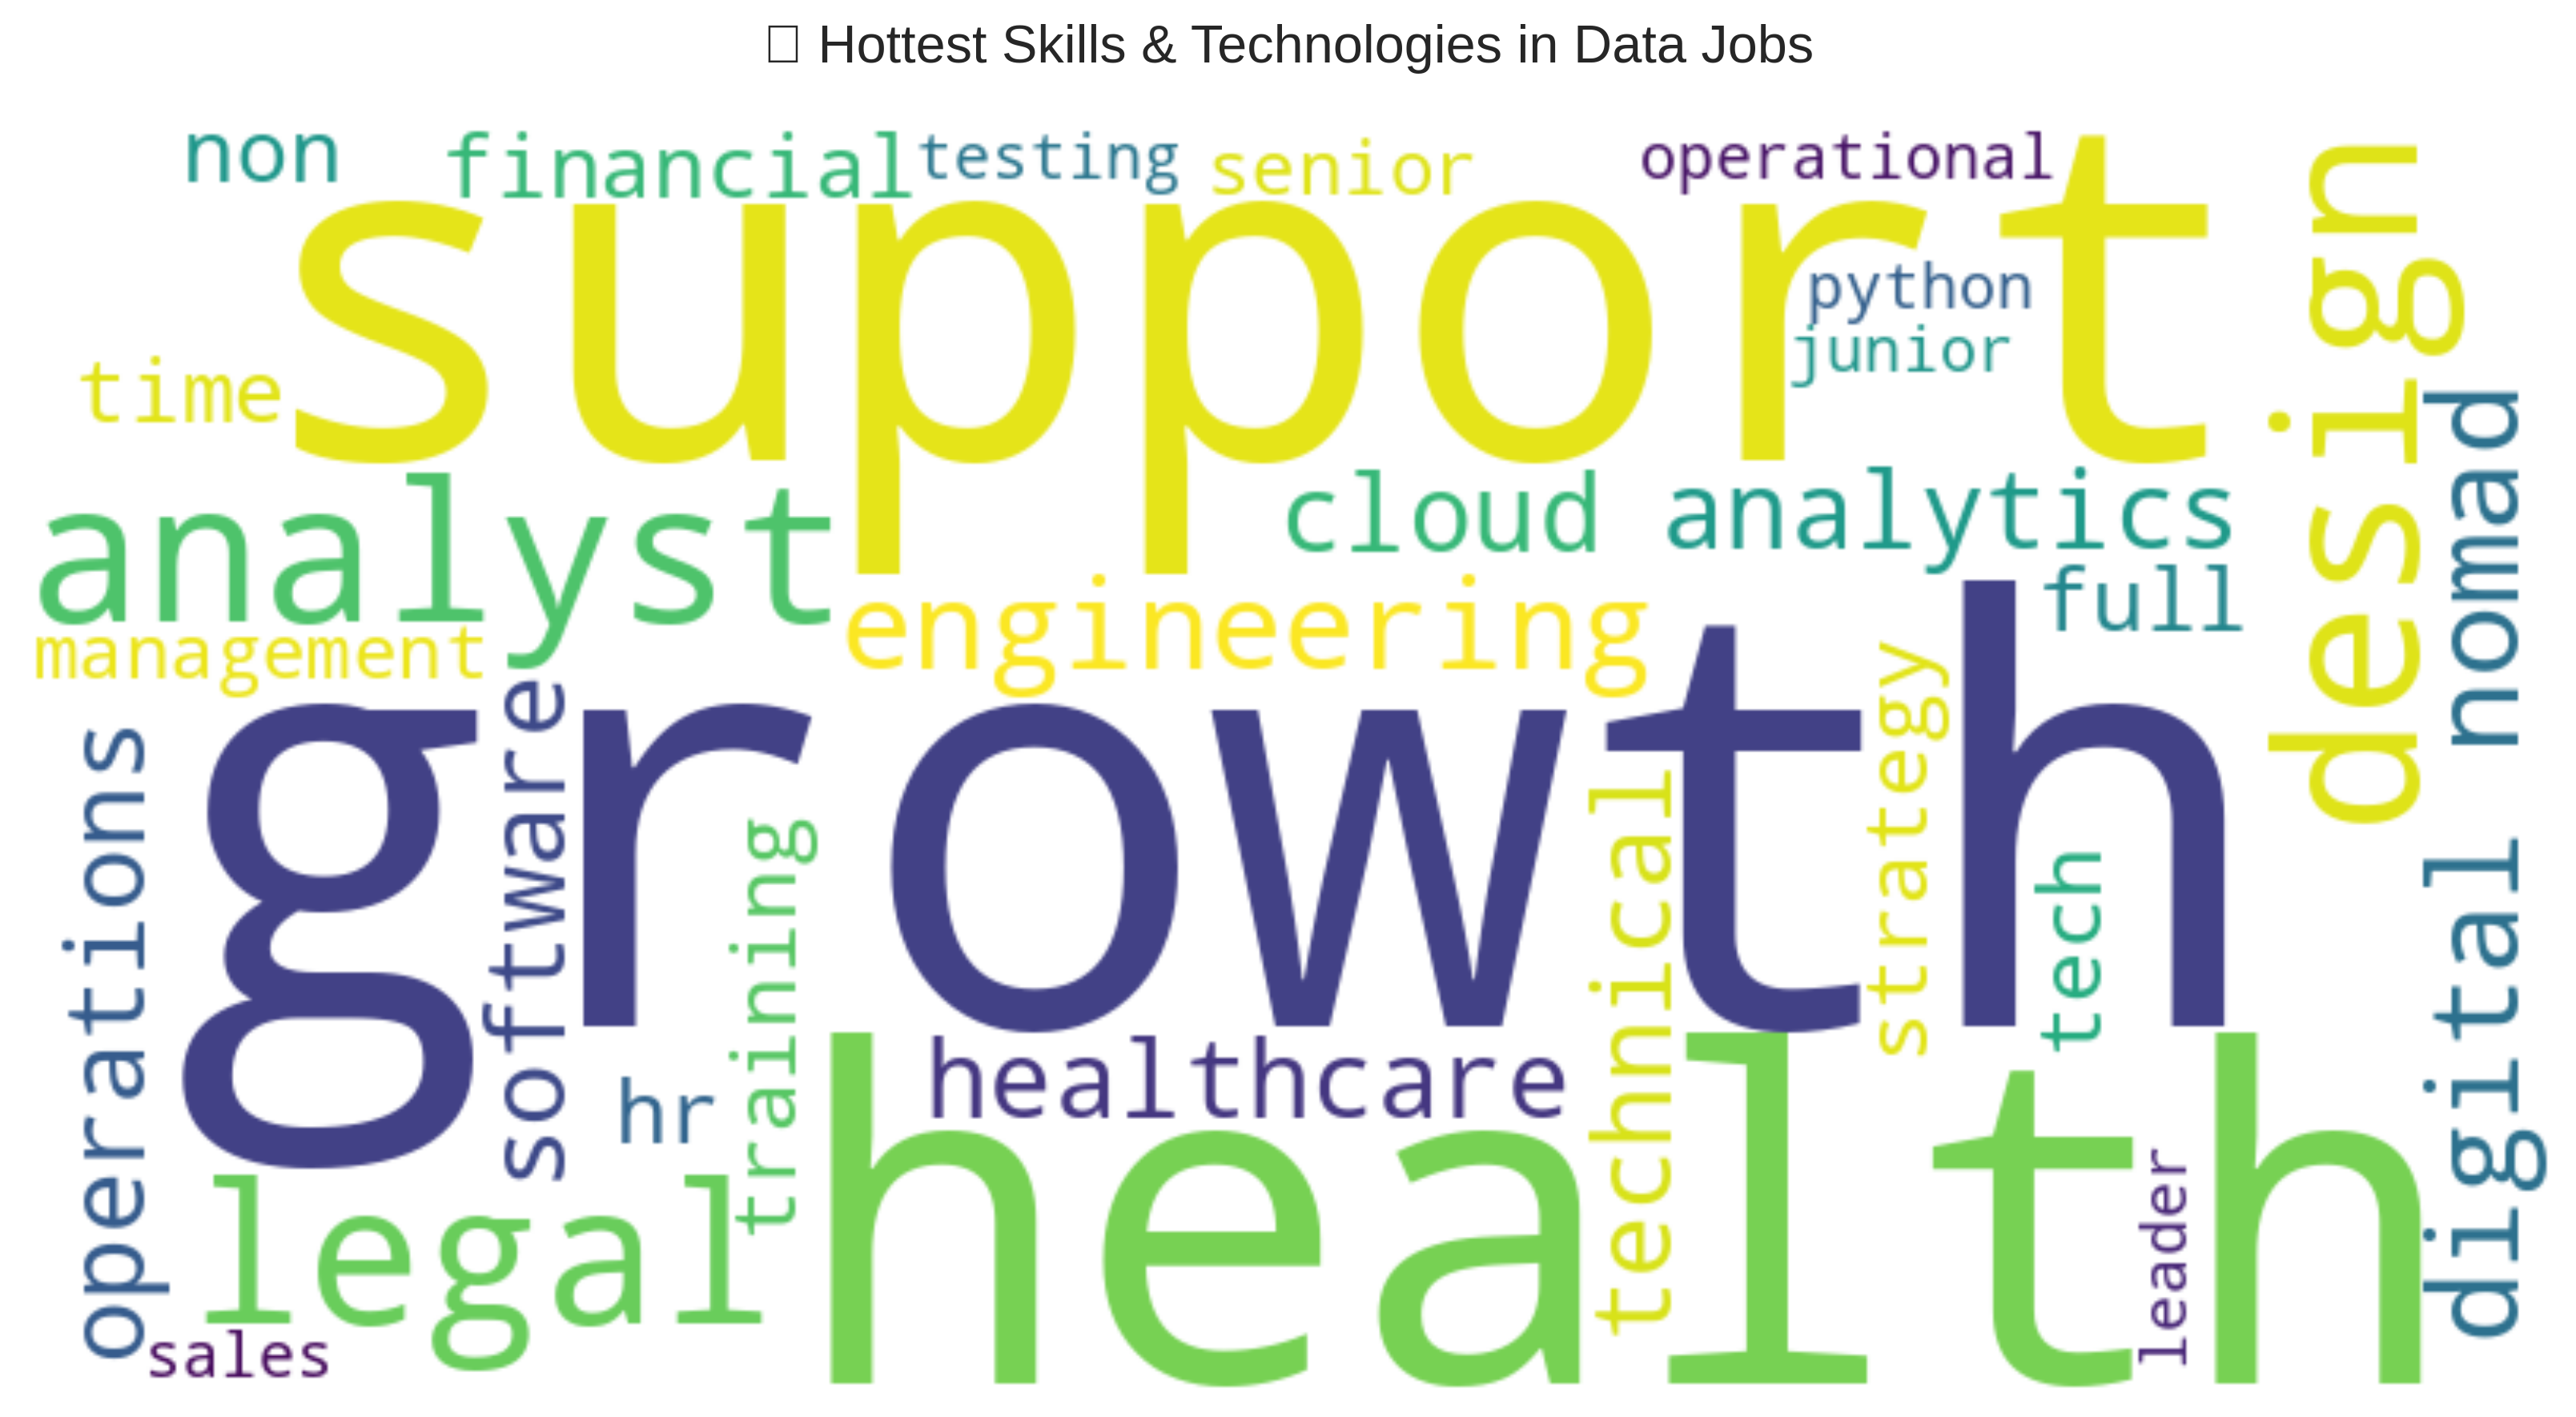 Hottest Skills & Technologies in Data Jobs
non
financial
testing
senior
operational
support
python
junior
time
design
digital nomad
analyst
cloud
analytics
engineering
full
management
growth
software
operations
training
technical
strategy
tech
hr
healthcare
legal
health
leader
sales